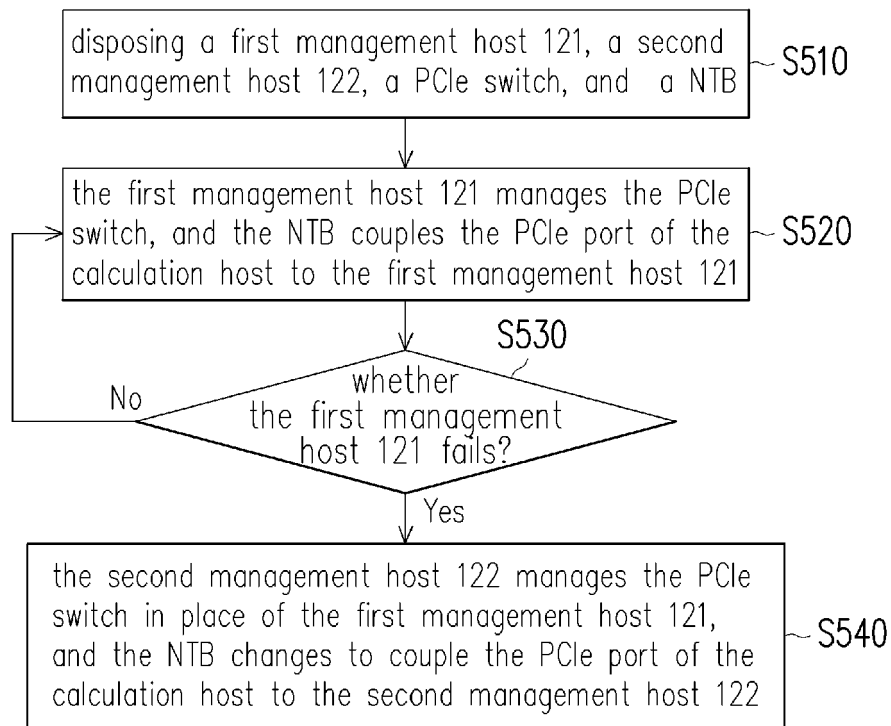 disposing a first management host 121, a second
management host 122, a PCIe switch, and a NTB
S510
the first management host 121 manages the PCIe
switch, and the NTB couples the PCIe port of the
calculation host to the first management host 121
S520
S530
whether
the first management
host 121 fails?
No
Yes
the second management host 122 manages the PCIe
switch in place of the first management host 121,
and the NTB changes to couple the PCIe port of the
calculation host to the second management host 122
S540